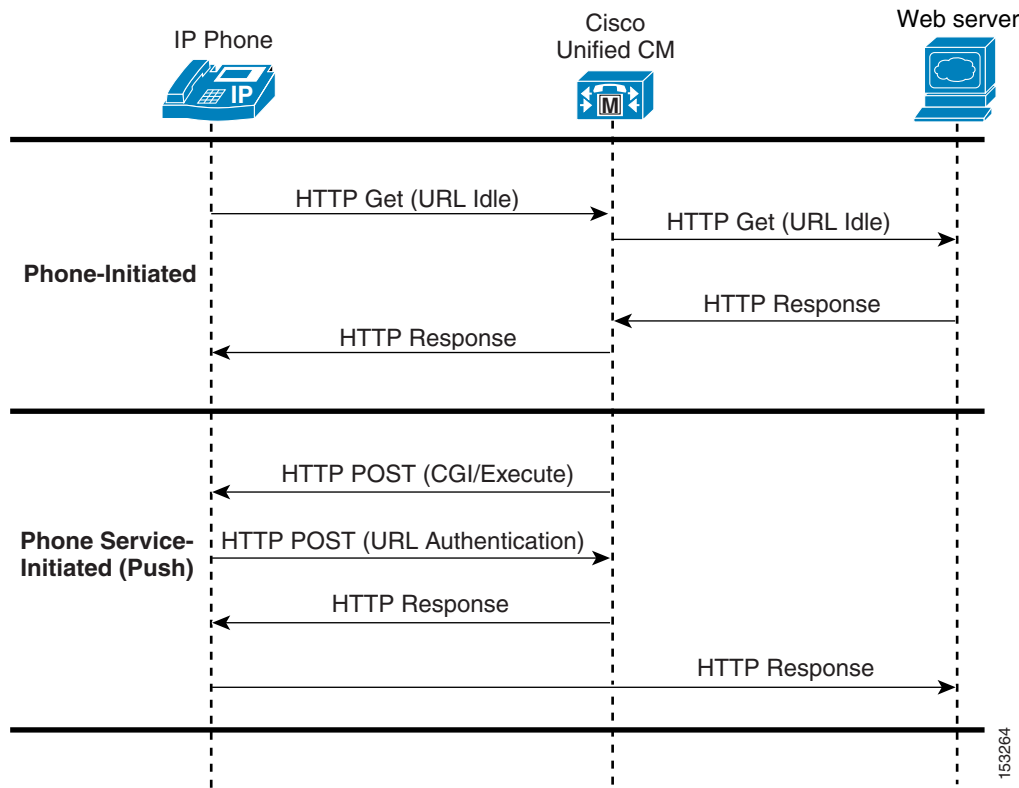 IP Phone
Cisco
Unified CM
Web server
IP
M
HTTP Get (URL Idle)
HTTP Get (URL Idle)
Phone-Initiated
HTTP Response
HTTP Response
HTTP POST (CGI/Execute)
Phone Service-
Initiated (Push)
HTTP POST (URL Authentication)
HTTP Response
HTTP Response
153264